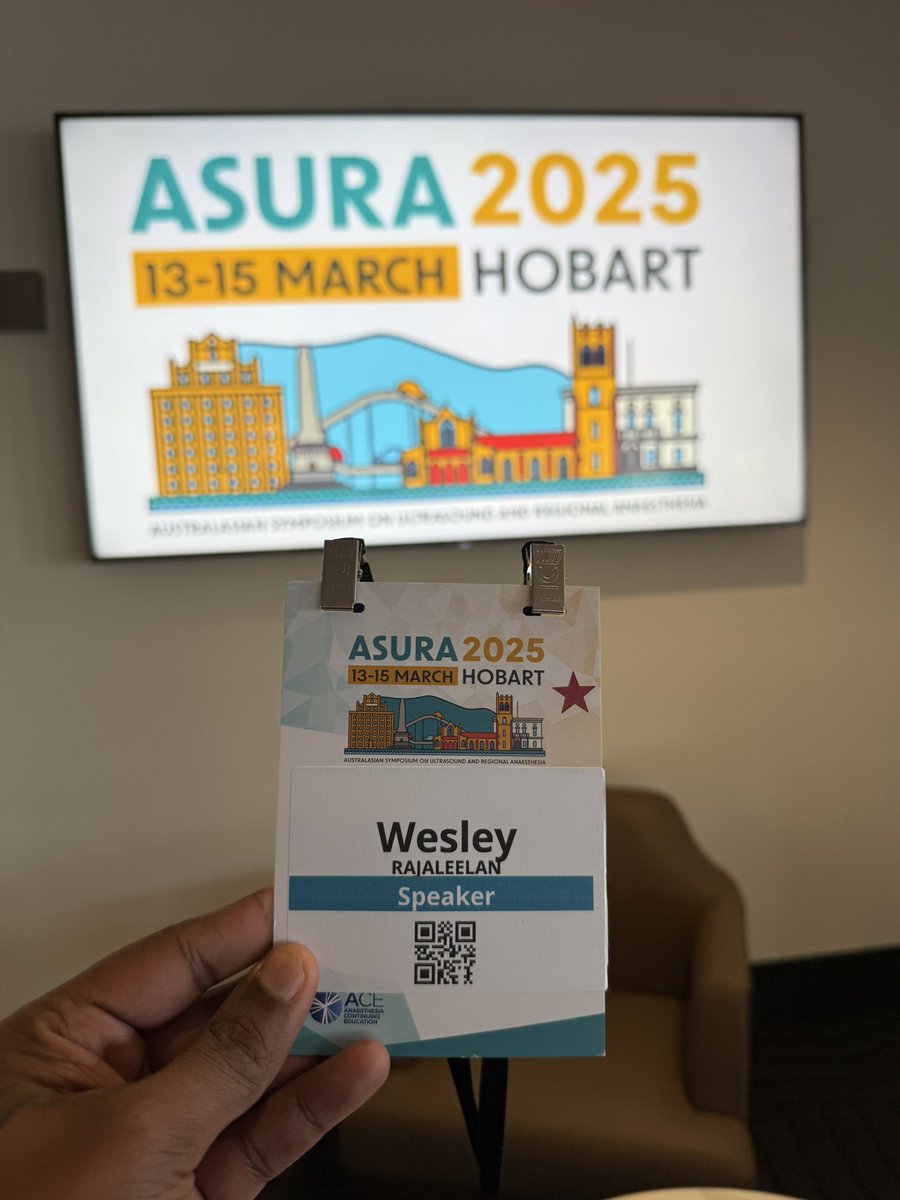 ASURA 2025
13-15 MARCH HOBART
AUSTRALASIAN SYMPOSIUM ON ULTRASOUND AND REGIONAL ANAESTHESIA
ASURA 2025
13-15 MARCH HOBART
AUSTRALASIAN SYMPOSIUM ON ULTRASOUND AND REGIONAL ANAESTHESIA
Wesley
RAJALEELAN
Speaker
ACE
ANAESTHESIA
CONTINUING
EDUCATION